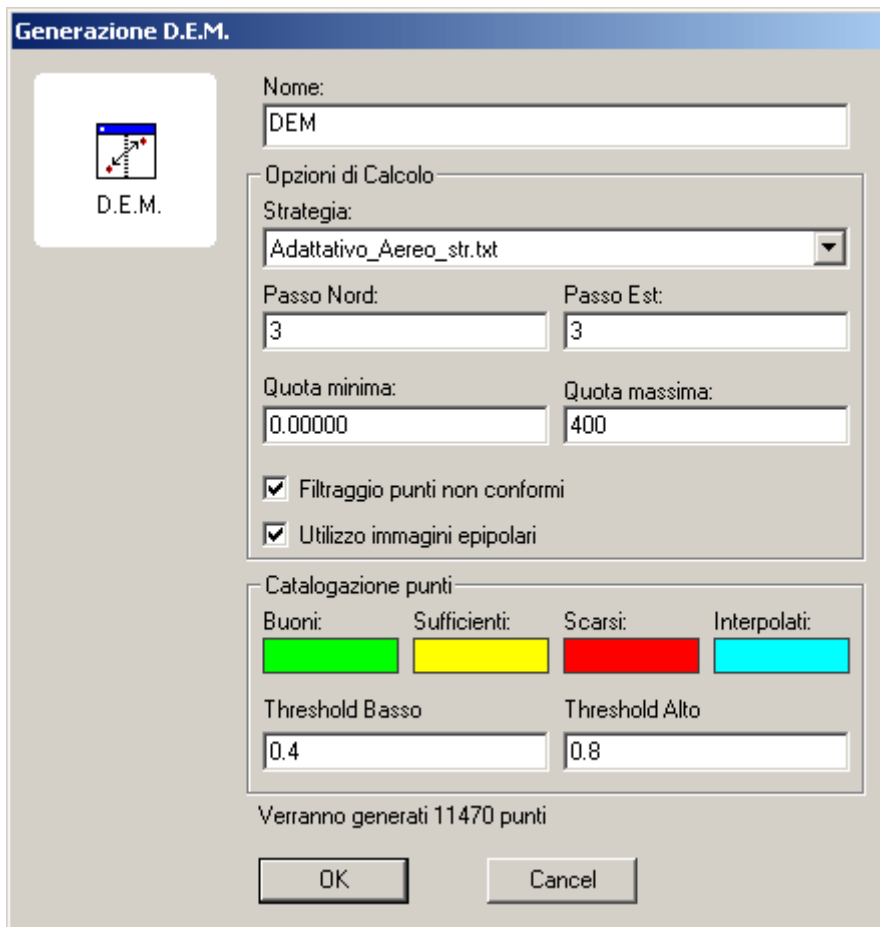 Generazione D.E.M.
D.E.M.
Nome:
DEM
Opzioni di Calcolo
Strategia:
Adattativo_Aereo_str.txt
Passo Nord: Passo Est:
3 3
Quota minima: Quota massima:
0.00000 400
Filtraggio punti non conformi
Utilizzo immagini epipolari
Catalogazione punti
Buoni: Sufficienti: Scarsi: Interpolati:
Threshold Basso Threshold Alto
0.4 0.8
Verranno generati 11470 punti
OK Cancel